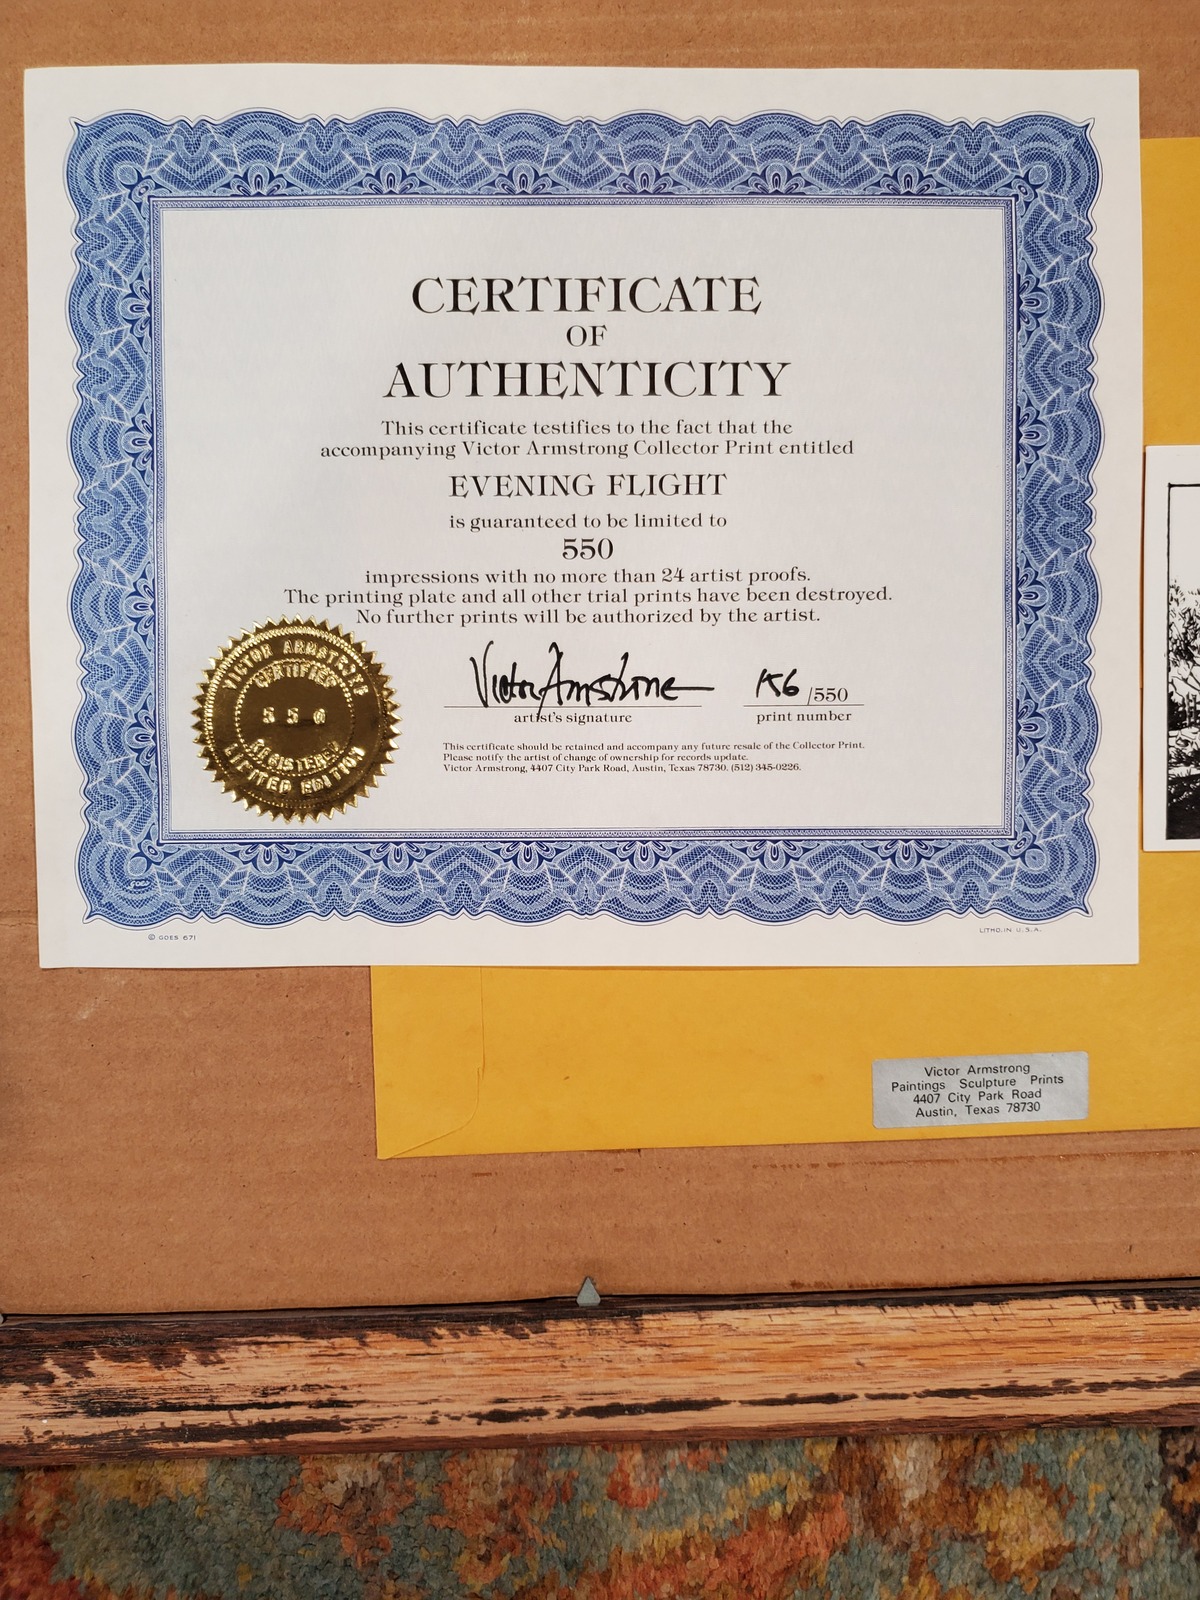 CERTIFICATE
OF
AUTHENTICITY
This certificate testifies to the fact that the
accompanying Victor Armstrong Collector Print entitled
EVENING FLIGHT
is guaranteed to be limited to
550
impressions with no more than 24 artist proofs.
The printing plate and all other trial prints have been destroyed.
No further prints will be authorized by the artist.
Victor Armstrong
/550
artist's signature
print number
This certificate should be retained and accompany any future resale of the Collector Print.
Please notify the artist of change of ownership for records update.
Victor Armstrong, 4407 City Park Road, Austin, Texas 78730. (512) 345-0226.
VICTOR ARMSTRONG
CERTIFIED
550
REGISTERED
LIMITED EDITION
© GOES 671
LITHO. IN U.S.A.
Victor Armstrong
Paintings Sculpture Prints
4407 City Park Road
Austin, Texas 78730